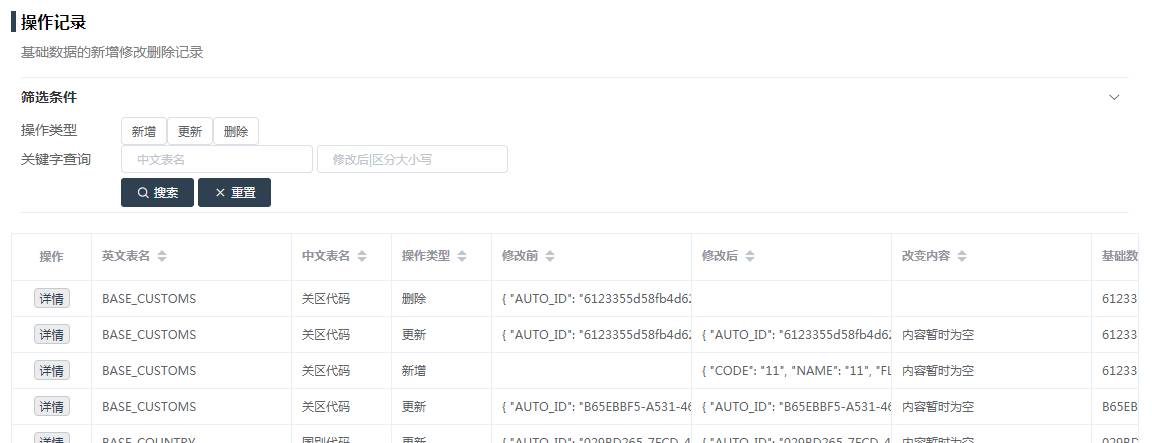 操作记录
基础数据的新增修改删除记录
筛选条件
操作类型 新增 更新 删除
关键字查询 中文表名 修改后|区分大小写
搜索 重置
操作 英文表名 中文表名 操作类型 修改前 修改后 改变内容 基础数
详情 BASE_CUSTOMS 关区代码 删除 { "AUTO_ID": "6123355d58fb4d62 61233
详情 BASE_CUSTOMS 关区代码 更新 { "AUTO_ID": "6123355d58fb4d62 { "AUTO_ID": "6123355d58fb4d62 内容暂时为空 61233
详情 BASE_CUSTOMS 关区代码 新增 { "CODE": "11", "NAME": "11", "FL 内容暂时为空 61233
详情 BASE_CUSTOMS 关区代码 更新 { "AUTO_ID": "B65EBBF5-A531-46 { "AUTO_ID": "B65EBBF5-A531-46 内容暂时为空 B65EB
详情 BASE_COUNTRY 国别代码 更新 { "AUTO_ID": "029BD265-7FCD-4 { "AUTO_ID": "029BD265-7FCD-4 内容暂时为空 029BD